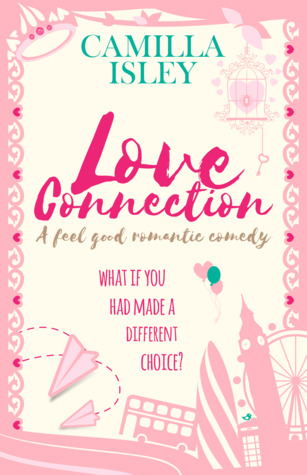 CAMILLA
ISLEY
Love
Connection
A feel good romantic comedy
WHAT IF YOU
HAD MADE A
DIFFERENT
CHOICE?